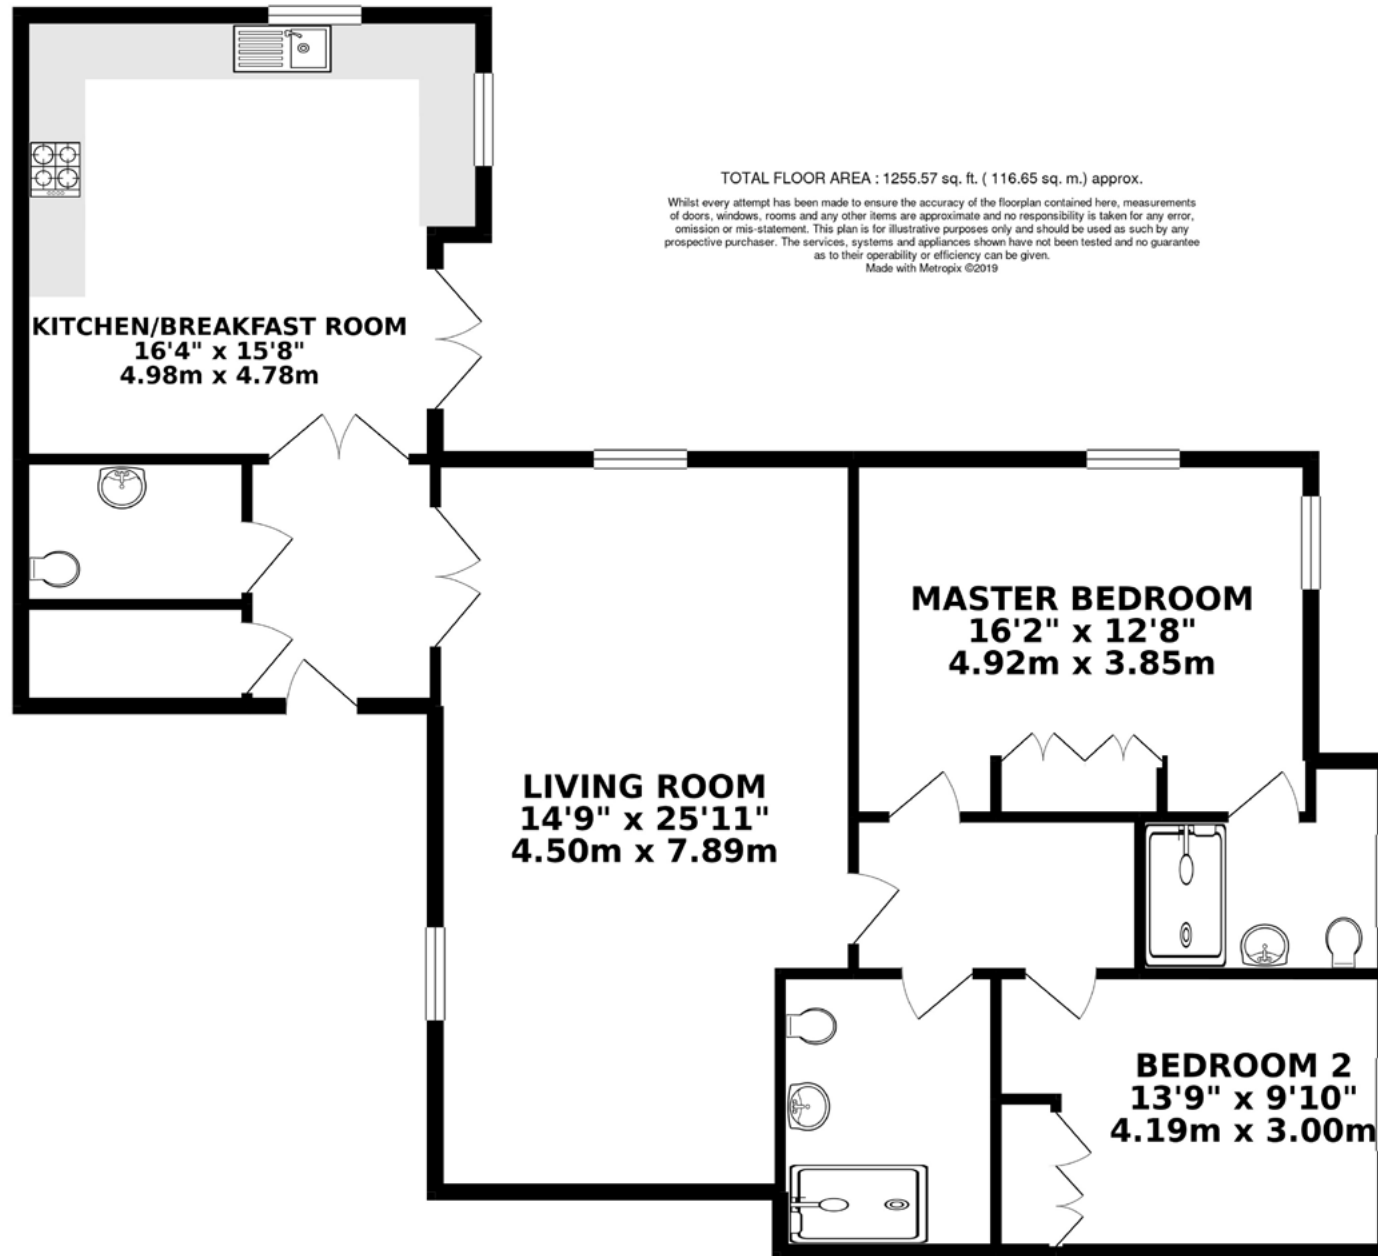 TOTAL FLOOR AREA : 1255.57 sq. ft. ( 116.65 sq. m.) approx.
Whilst every attempt has been made to ensure the accuracy of the floorplan contained here, measurements
of doors, windows, rooms and any other items are approximate and no responsibility is taken for any error,
omission or mis-statement. This plan is for illustrative purposes only and should be used as such by any
prospective purchaser. The services, systems and appliances shown have not been tested and no guarantee
as to their operability or efficiency can be given.
Made with Metropix ©2019
KITCHEN/BREAKFAST ROOM
16'4" x 15'8"
4.98m x 4.78m
MASTER BEDROOM
16'2" x 12'8"
4.92m x 3.85m
LIVING ROOM
14'9" x 25'11"
4.50m x 7.89m
BEDROOM 2
13'9" x 9'10"
4.19m x 3.00m